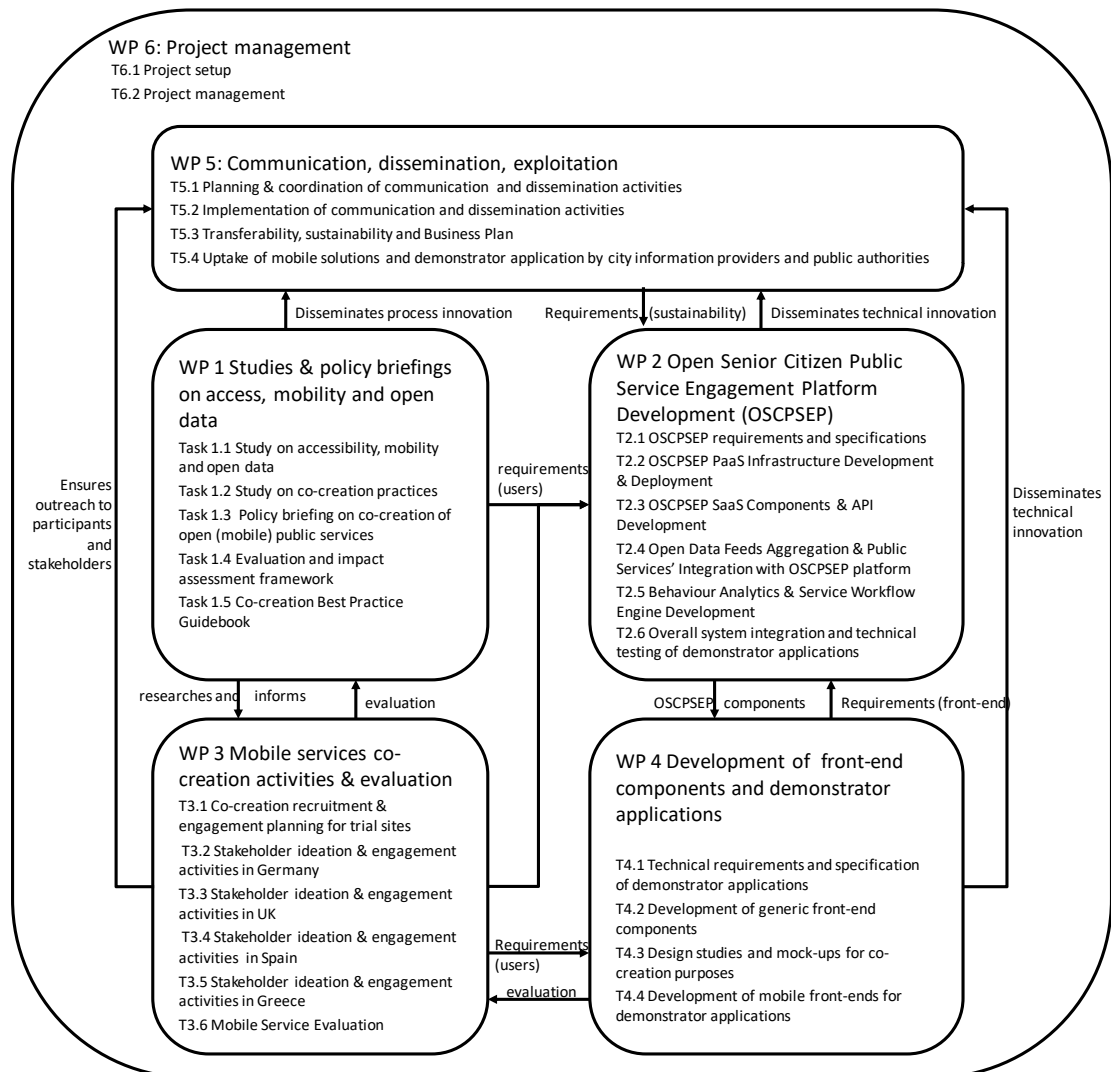 WP 6: Project management
T6.1 Project setup
T6.2 Project management
WP 5: Communication, dissemination, exploitation
T5.1 Planning & coordination of communication and dissemination activities
T5.2 Implementation of communication and dissemination activities
T5.3 Transferability, sustainability and Business Plan
T5.4 Uptake of mobile solutions and demonstrator application by city information providers and public authorities
Disseminates process innovation
Requirements (sustainability)
Disseminates technical innovation
WP 1 Studies & policy briefings
on access, mobility and open
data
Task 1.1 Study on accessibility, mobility
and open data
Task 1.2 Study on co-creation practices
Task 1.3 Policy briefing on co-creation of
open (mobile) public services
Task 1.4 Evaluation and impact
assessment framework
Task 1.5 Co-creation Best Practice
Guidebook
requirements
(users)
WP 2 Open Senior Citizen Public
Service Engagement Platform
Development (OSCPSEP)
T2.1 OSCPSEP requirements and specifications
T2.2 OSCPSEP PaaS Infrastructure Development
& Deployment
T2.3 OSCPSEP SaaS Components & API
Development
T2.4 Open Data Feeds Aggregation & Public
Services' Integration with OSCPSEP platform
T2.5 Behaviour Analytics & Service Workflow
Engine Development
T2.6 Overall system integration and technical
testing of demonstrator applications
Ensures
outreach to
participants
and
stakeholders
Disseminates
technical
innovation
researches and informs
evaluation
OSCPSEP components
Requirements (front-end)
WP 3 Mobile services co-
creation activities & evaluation
T3.1 Co-creation recruitment &
engagement planning for trial sites
T3.2 Stakeholder ideation & engagement
activities in Germany
T3.3 Stakeholder ideation & engagement
activities in UK
T3.4 Stakeholder ideation & engagement
activities in Spain
T3.5 Stakeholder ideation & engagement
activities in Greece
T3.6 Mobile Service Evaluation
Requirements
(users)
evaluation
WP 4 Development of front-end
components and demonstrator
applications
T4.1 Technical requirements and specification
of demonstrator applications
T4.2 Development of generic front-end
components
T4.3 Design studies and mock-ups for co-
creation purposes
T4.4 Development of mobile front-ends for
demonstrator applications